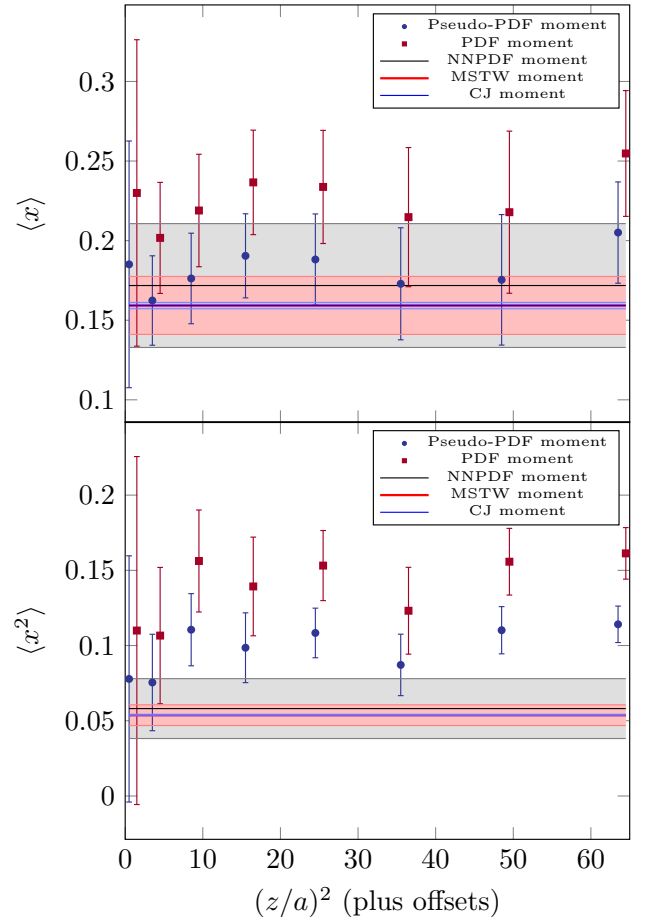 Pseudo-PDF moment
PDF moment
NNPDF moment
MSTW moment
CJ moment
0.3
0.25
0.2
0.15
0.1
⟨x⟩
Pseudo-PDF moment
PDF moment
NNPDF moment
MSTW moment
CJ moment
0.2
0.15
0.1
0.05
0
⟨x²⟩
0 10 20 30 40 50 60
(z/a)² (plus offsets)